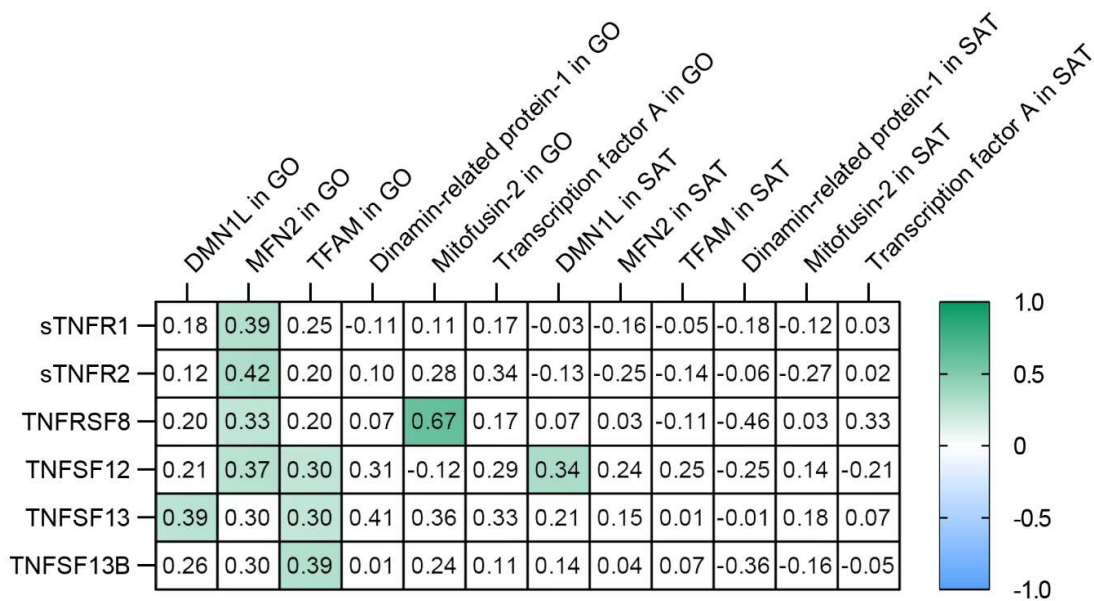 DMN1L in GO
MFN2 in GO
TFAM in GO
Dinamin-related protein-1 in GO
Mitofusin-2 in GO
Transcription factor A in GO
DMN1L in SAT
MFN2 in SAT
TFAM in SAT
Dinamin-related protein-1 in SAT
Mitofusin-2 in SAT
Transcription factor A in SAT
sTNFR1 0.18 0.39 0.25 -0.11 0.11 0.17 -0.03 -0.16 -0.05 -0.18 -0.12 0.03
sTNFR2 0.12 0.42 0.20 0.10 0.28 0.34 -0.13 -0.25 -0.14 -0.06 -0.27 0.02
TNFRSF8 0.20 0.33 0.20 0.07 0.67 0.17 0.07 0.03 -0.11 -0.46 0.03 0.33
TNFSF12 0.21 0.37 0.30 0.31 -0.12 0.29 0.34 0.24 0.25 -0.25 0.14 -0.21
TNFSF13 0.39 0.30 0.30 0.41 0.36 0.33 0.21 0.15 0.01 -0.01 0.18 0.07
TNFSF13B 0.26 0.30 0.39 0.01 0.24 0.11 0.14 0.04 0.07 -0.36 -0.16 -0.05
1.0
0.5
0
-0.5
-1.0